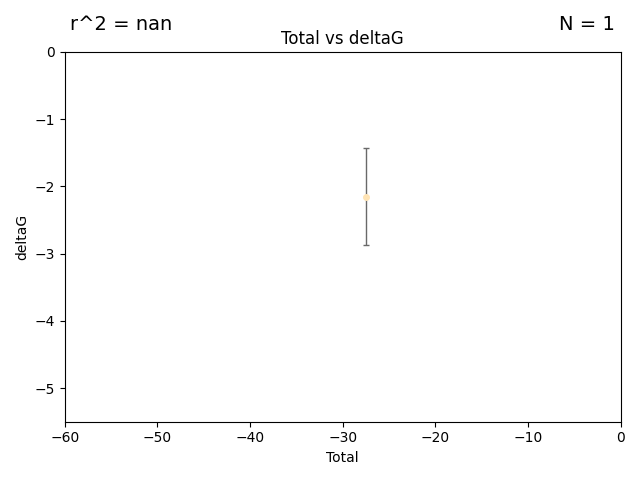 r^2 = nan
N = 1
Total vs deltaG
0
−1
−2
−3
−4
−5
deltaG
−60
−50
−40
−30
−20
−10
0
Total